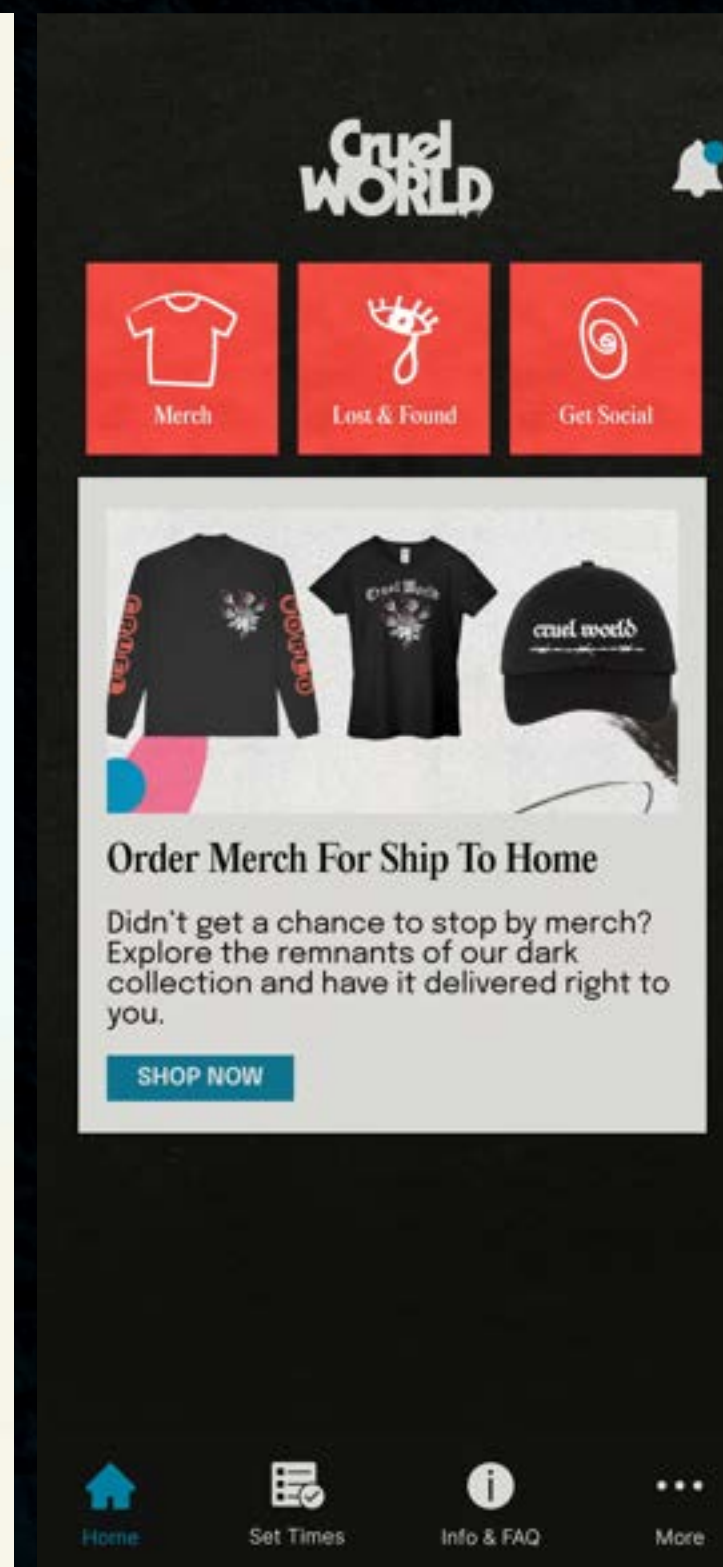 Cruel
WORLD
Merch
Lost & Found
Get Social
CRUEL
WORLD
Cruel World
cruel world
Order Merch For Ship To Home
Didn't get a chance to stop by merch?
Explore the remnants of our dark
collection and have it delivered right to
you.
SHOP NOW
Home
Set Times
Info & FAQ
More